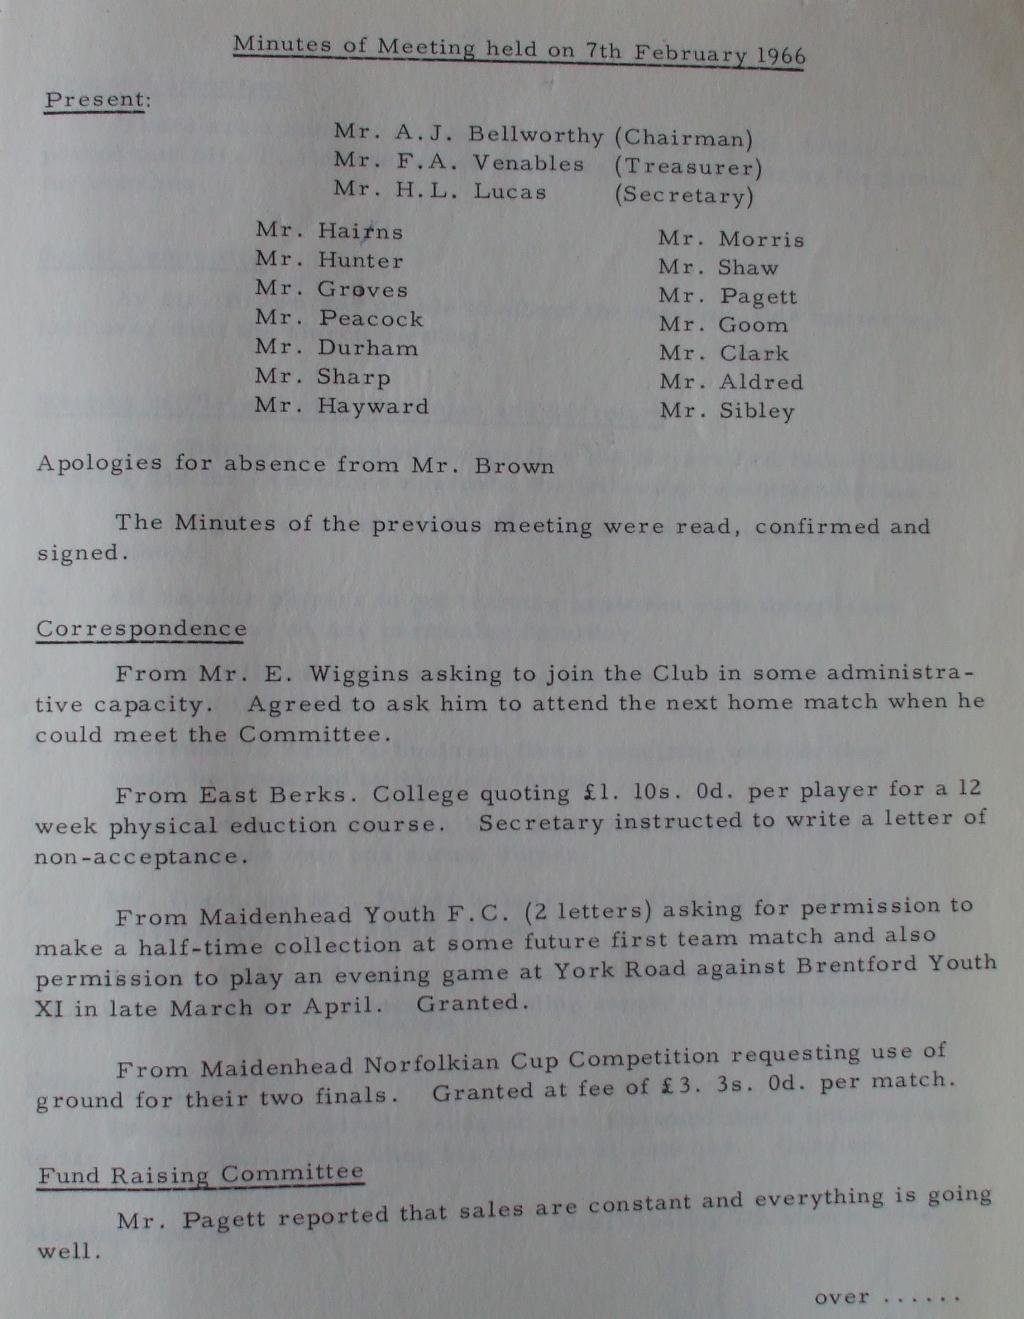 Minutes of Meeting held on 7th February 1966
Present:
Mr. A.J. Bellworthy (Chairman)
Mr. F.A. Venables (Treasurer)
Mr. H.L. Lucas (Secretary)
Mr. Hairns
Mr. Hunter
Mr. Groves
Mr. Peacock
Mr. Durham
Mr. Sharp
Mr. Hayward
Mr. Morris
Mr. Shaw
Mr. Pagett
Mr. Goom
Mr. Clark
Mr. Aldred
Mr. Sibley
Apologies for absence from Mr. Brown
The Minutes of the previous meeting were read, confirmed and
signed.
Correspondence
From Mr. E. Wiggins asking to join the Club in some administra-
tive capacity. Agreed to ask him to attend the next home match when he
could meet the Committee.
From East Berks. College quoting £1. 10s. 0d. per player for a 12
week physical eduction course. Secretary instructed to write a letter of
non-acceptance.
From Maidenhead Youth F.C. (2 letters) asking for permission to
make a half-time collection at some future first team match and also
permission to play an evening game at York Road against Brentford Youth
XI in late March or April. Granted.
From Maidenhead Norfolkian Cup Competition requesting use of
ground for their two finals. Granted at fee of £3. 3s. 0d. per match.
Fund Raising Committee
Mr. Pagett reported that sales are constant and everything is going
well.
over ......